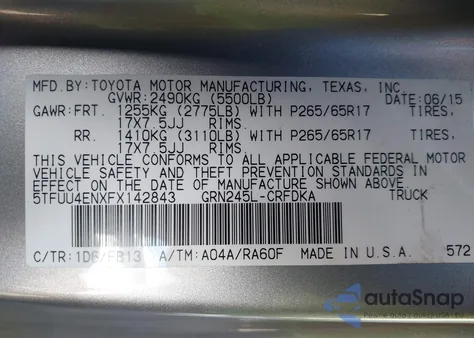 MFD.BY:TOYOTA MOTOR MANUFACTURING, TEXAS, INC.
GVWR:2490KG (5500LB) DATE:06/15
GAWR:FRT. 1255KG (2775LB) WITH P265/65R17 TIRES,
17X7.5JJ RIMS.
RR. 1410KG (3110LB) WITH P265/65R17 TIRES,
17X7.5JJ RIMS.
THIS VEHICLE CONFORMS TO ALL APPLICABLE FEDERAL MOTOR
VEHICLE SAFETY AND THEFT PREVENTION STANDARDS IN
EFFECT ON THE DATE OF MANUFACTURE SHOWN ABOVE.
5TFUU4ENXFX142843 GRN245L-CRFDKA TRUCK
C/TR:1D6/FB13 A/TM:A04A/RA60F MADE IN U.S.A. 572
autoSnap